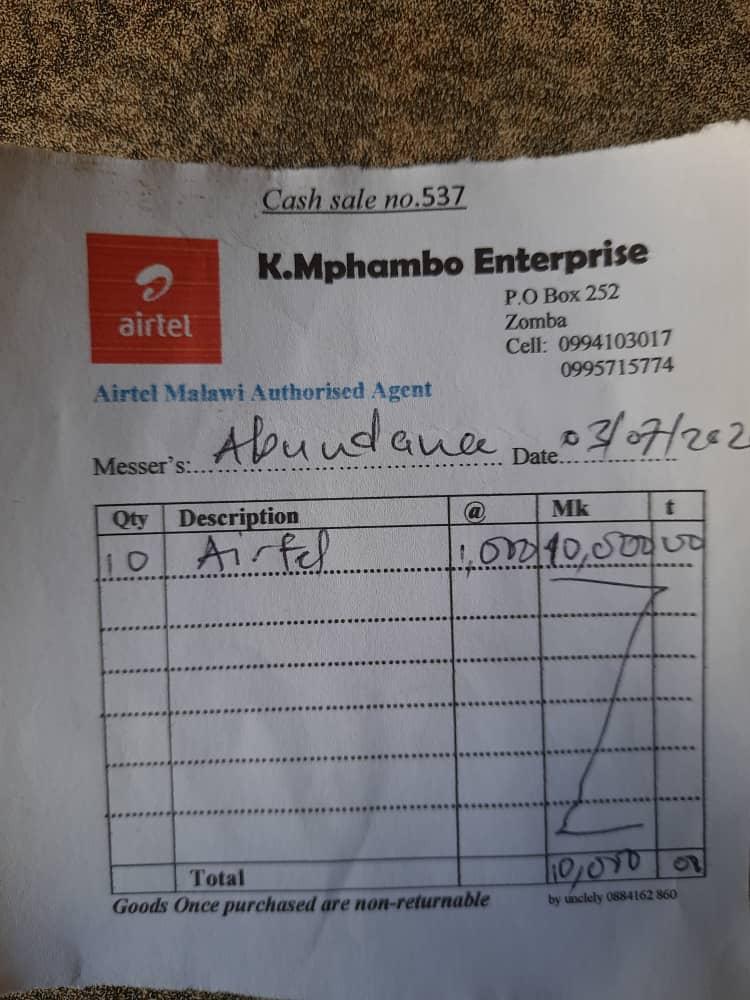 Cash sale no.537
airtel
K.Mphambo Enterprise
P.O Box 252
Zomba
Cell: 0994103017
0995715774
Airtel Malawi Authorised Agent
Messer's:... Abundance Date... 03/07/202
Qty Description @ Mk t
10 Airtel 1,000 10,000 00
Total 10,000 00
Goods Once purchased are non-returnable
by unclely 0884162 860